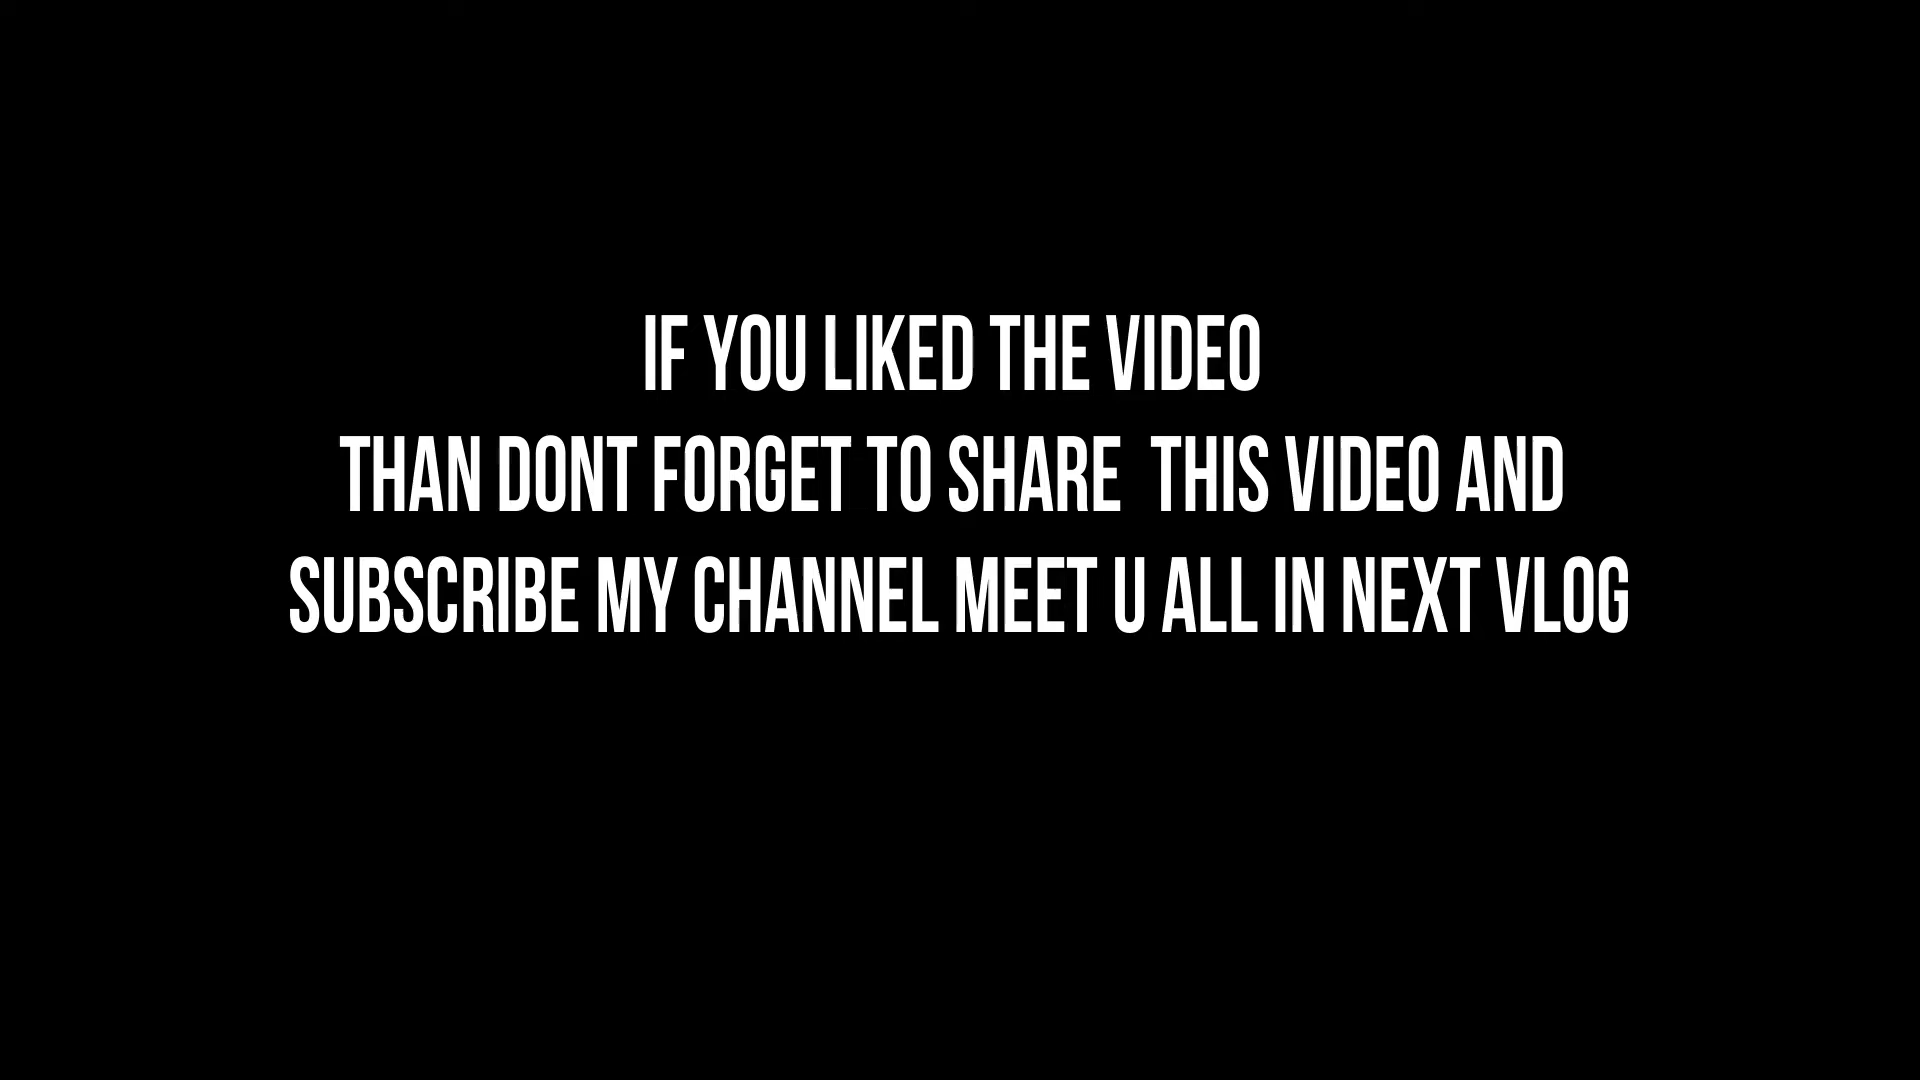 IF YOU LIKED THE VIDEO
THAN DONT FORGET TO SHARE  THIS VIDEO AND
SUBSCRIBE MY CHANNEL MEET U ALL IN NEXT VLOG